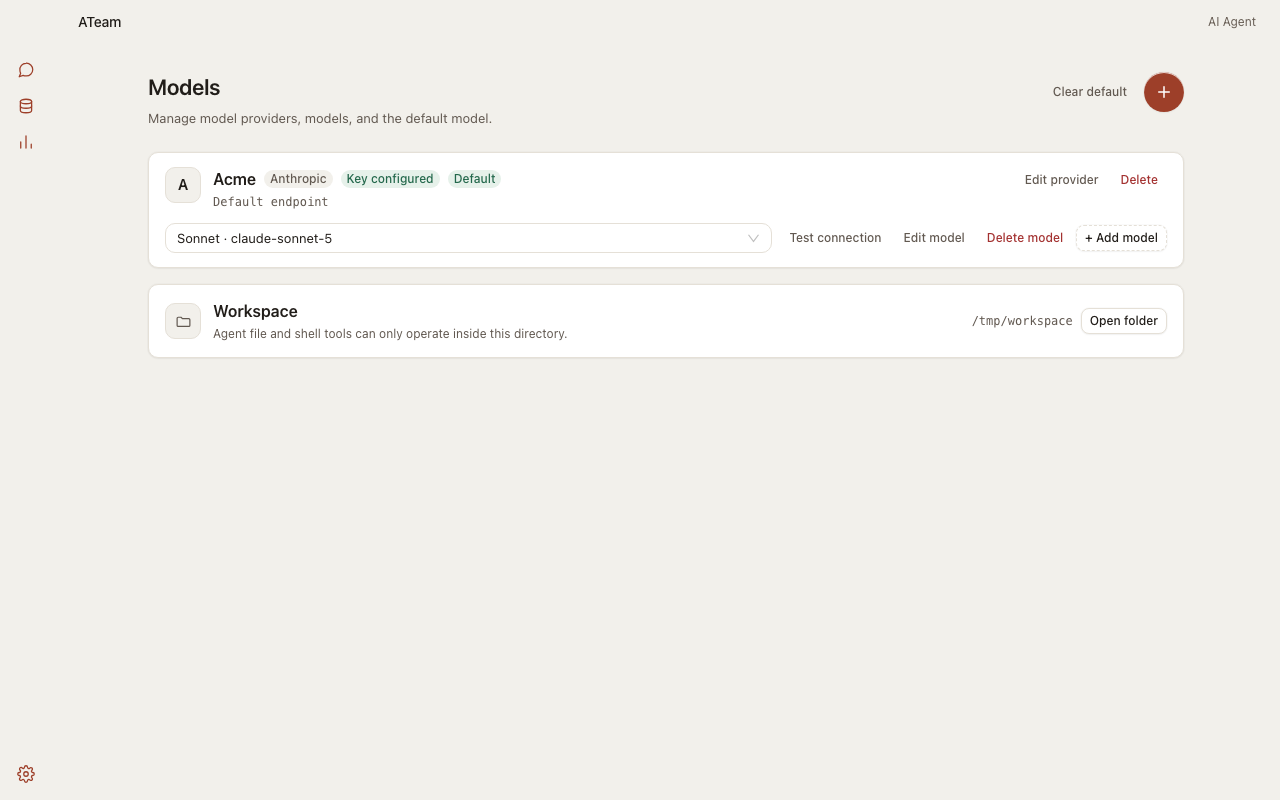 ATeam
AI Agent
Models
Clear default
Manage model providers, models, and the default model.
A
Acme Anthropic Key configured Default
Edit provider Delete
Default endpoint
Sonnet · claude-sonnet-5
Test connection Edit model Delete model + Add model
Workspace
Agent file and shell tools can only operate inside this directory.
/tmp/workspace Open folder